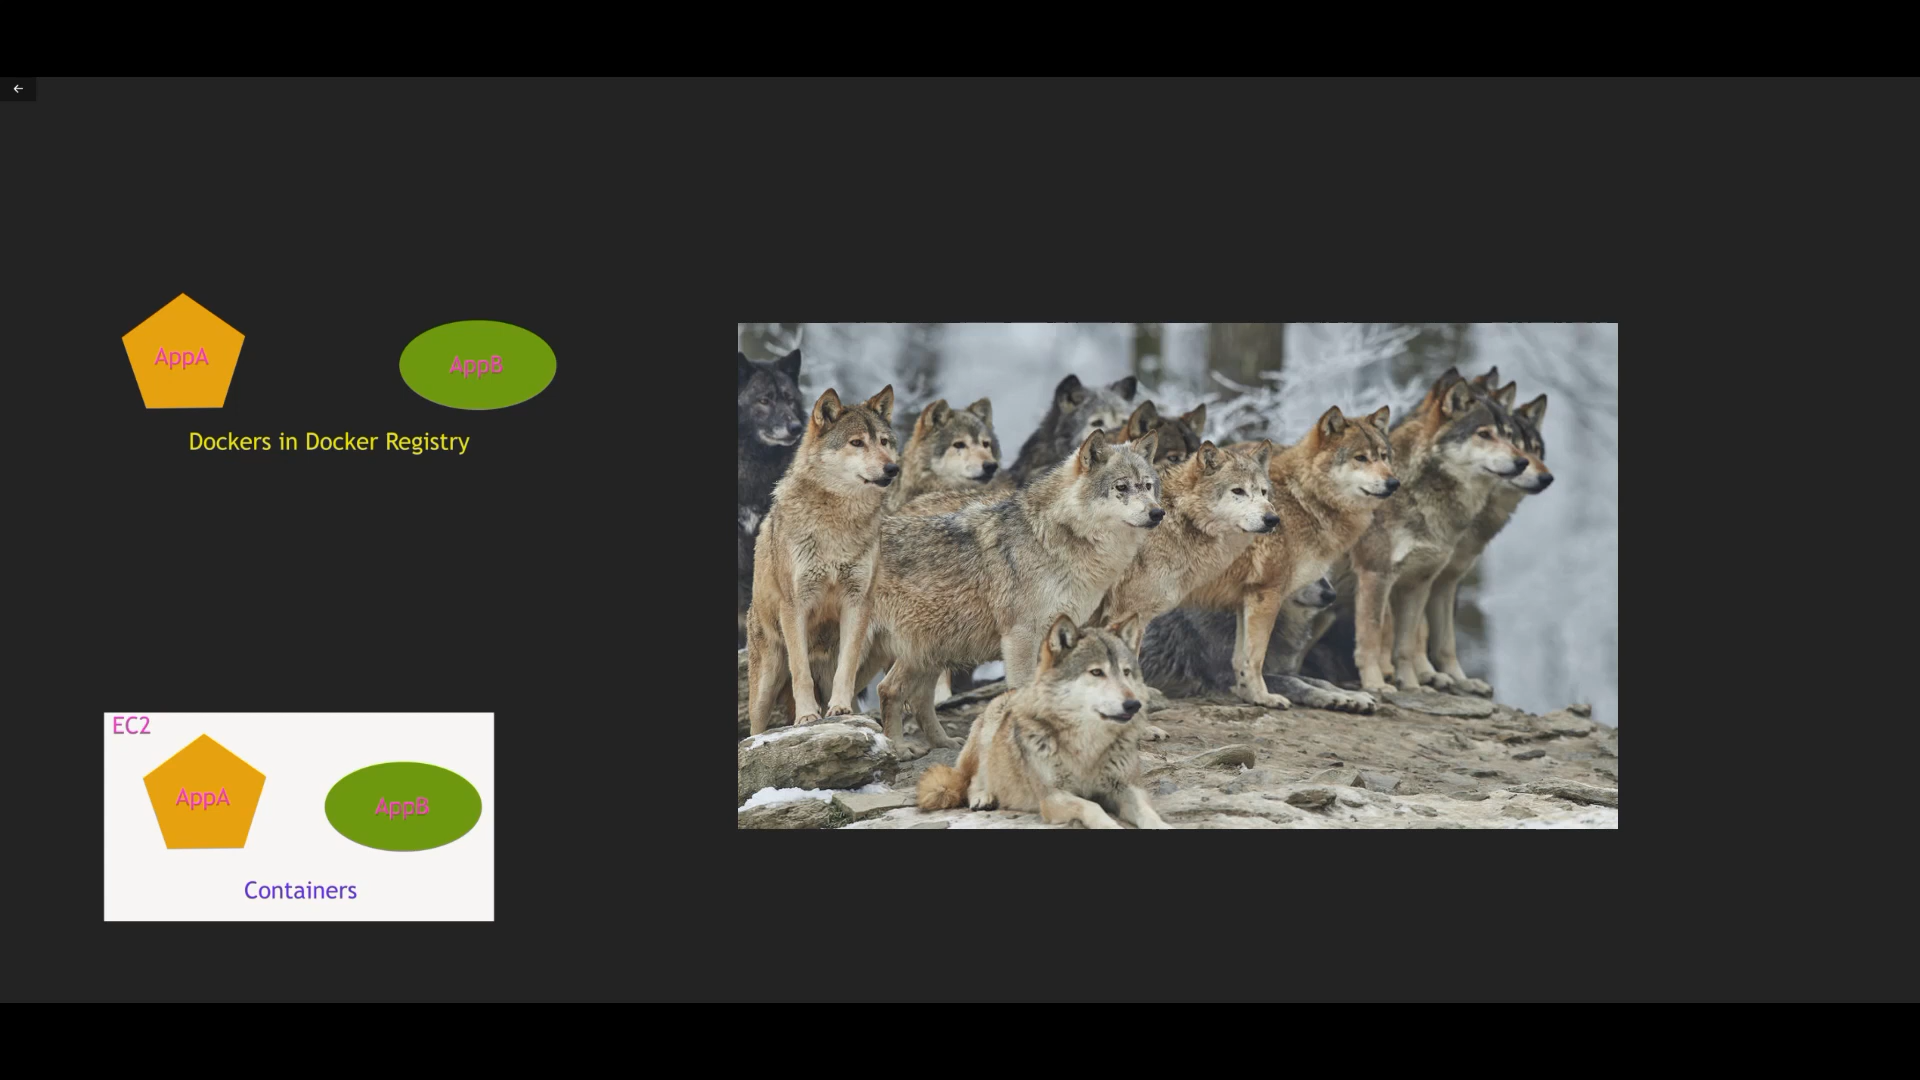 AppA
AppB
Dockers in Docker Registry
EC2
AppA
AppB
Containers